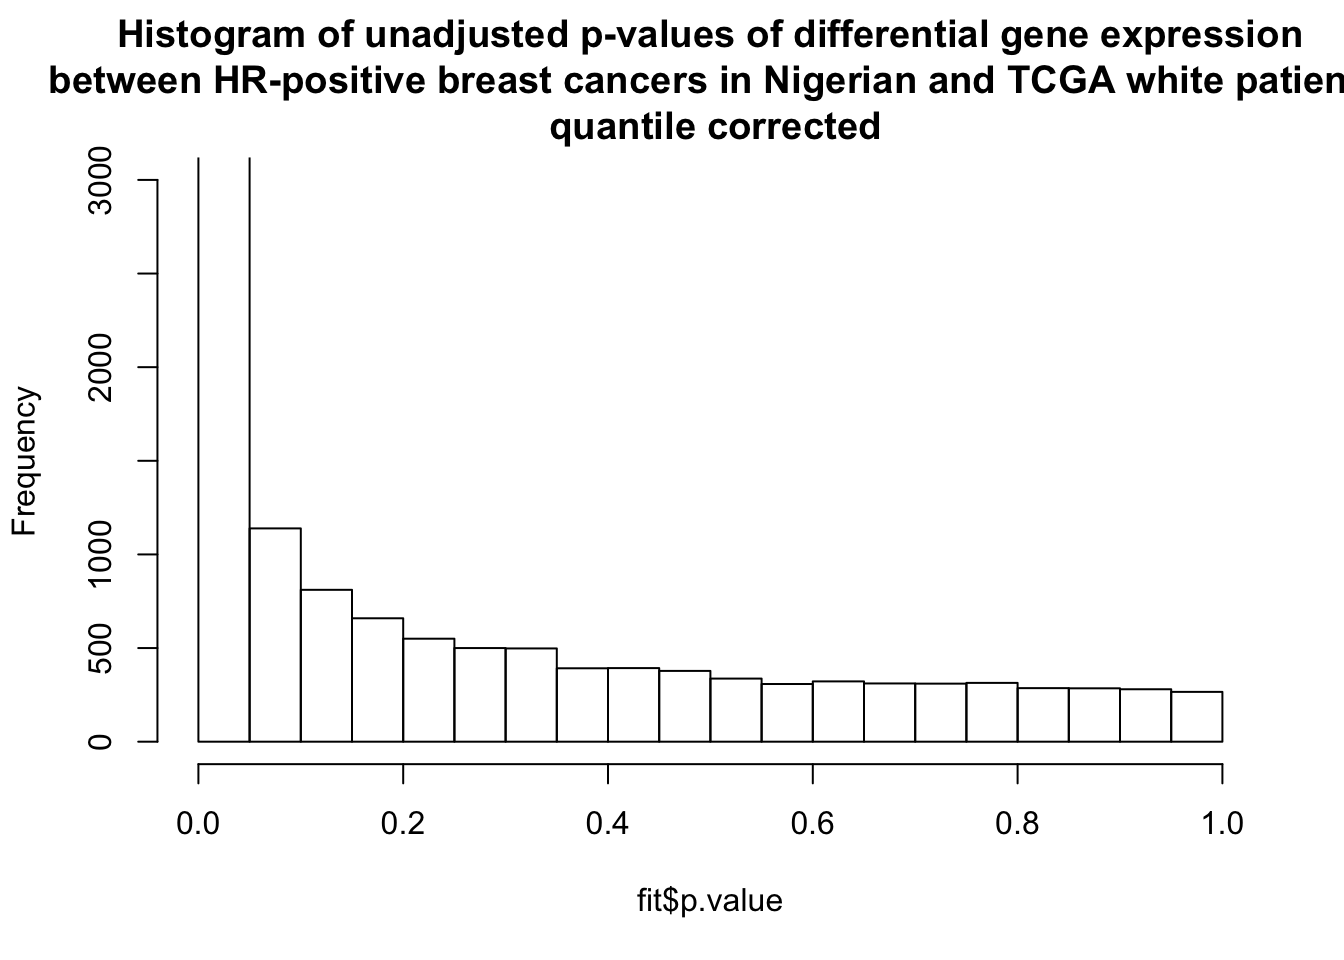 Histogram of unadjusted p-values of differential gene expression
between HR-positive breast cancers in Nigerian and TCGA white patien
quantile corrected
Frequency
3000
2000
1000
500
0
0.0 0.2 0.4 0.6 0.8 1.0
fit$p.value